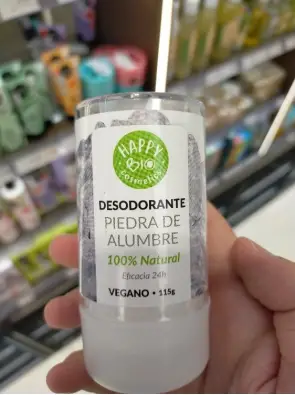 HAPPY
Bio
cosmetics
DESODORANTE
PIEDRA DE
ALUMBRE
100% Natural
Eficacia 24h
VEGANO • 115g